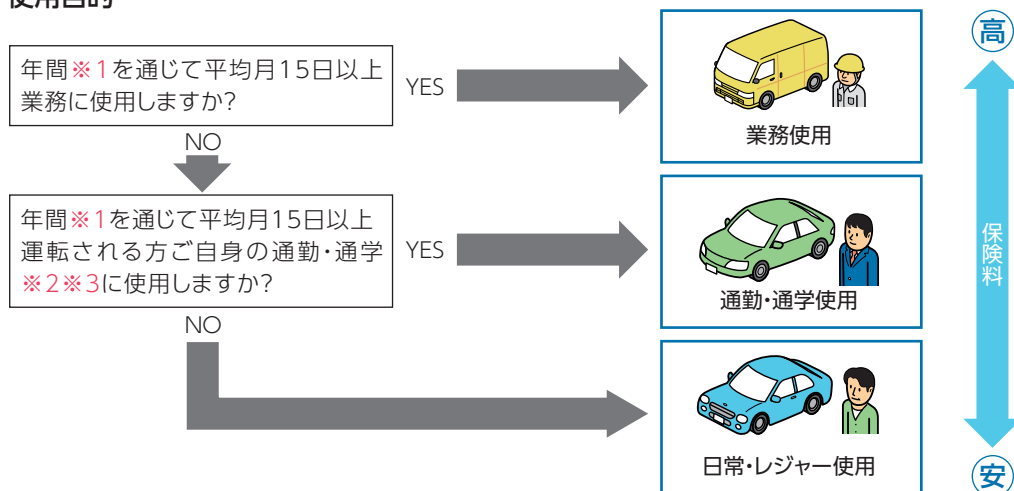 使用目的
年間※1を通じて平均月15日以上
業務に使用しますか?
YES
業務使用
NO
年間※1を通じて平均月15日以上
運転される方ご自身の通勤・通学
※2※3に使用しますか?
YES
通勤・通学使用
NO
日常・レジャー使用
高
保険料
安